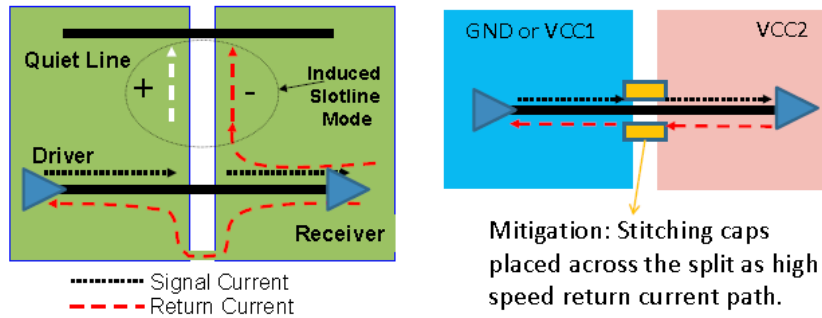 Quiet Line
+
-
Induced
Slotline
Mode
Driver
Receiver
Signal Current
Return Current
GND or VCC1
VCC2
Mitigation: Stitching caps
placed across the split as high
speed return current path.